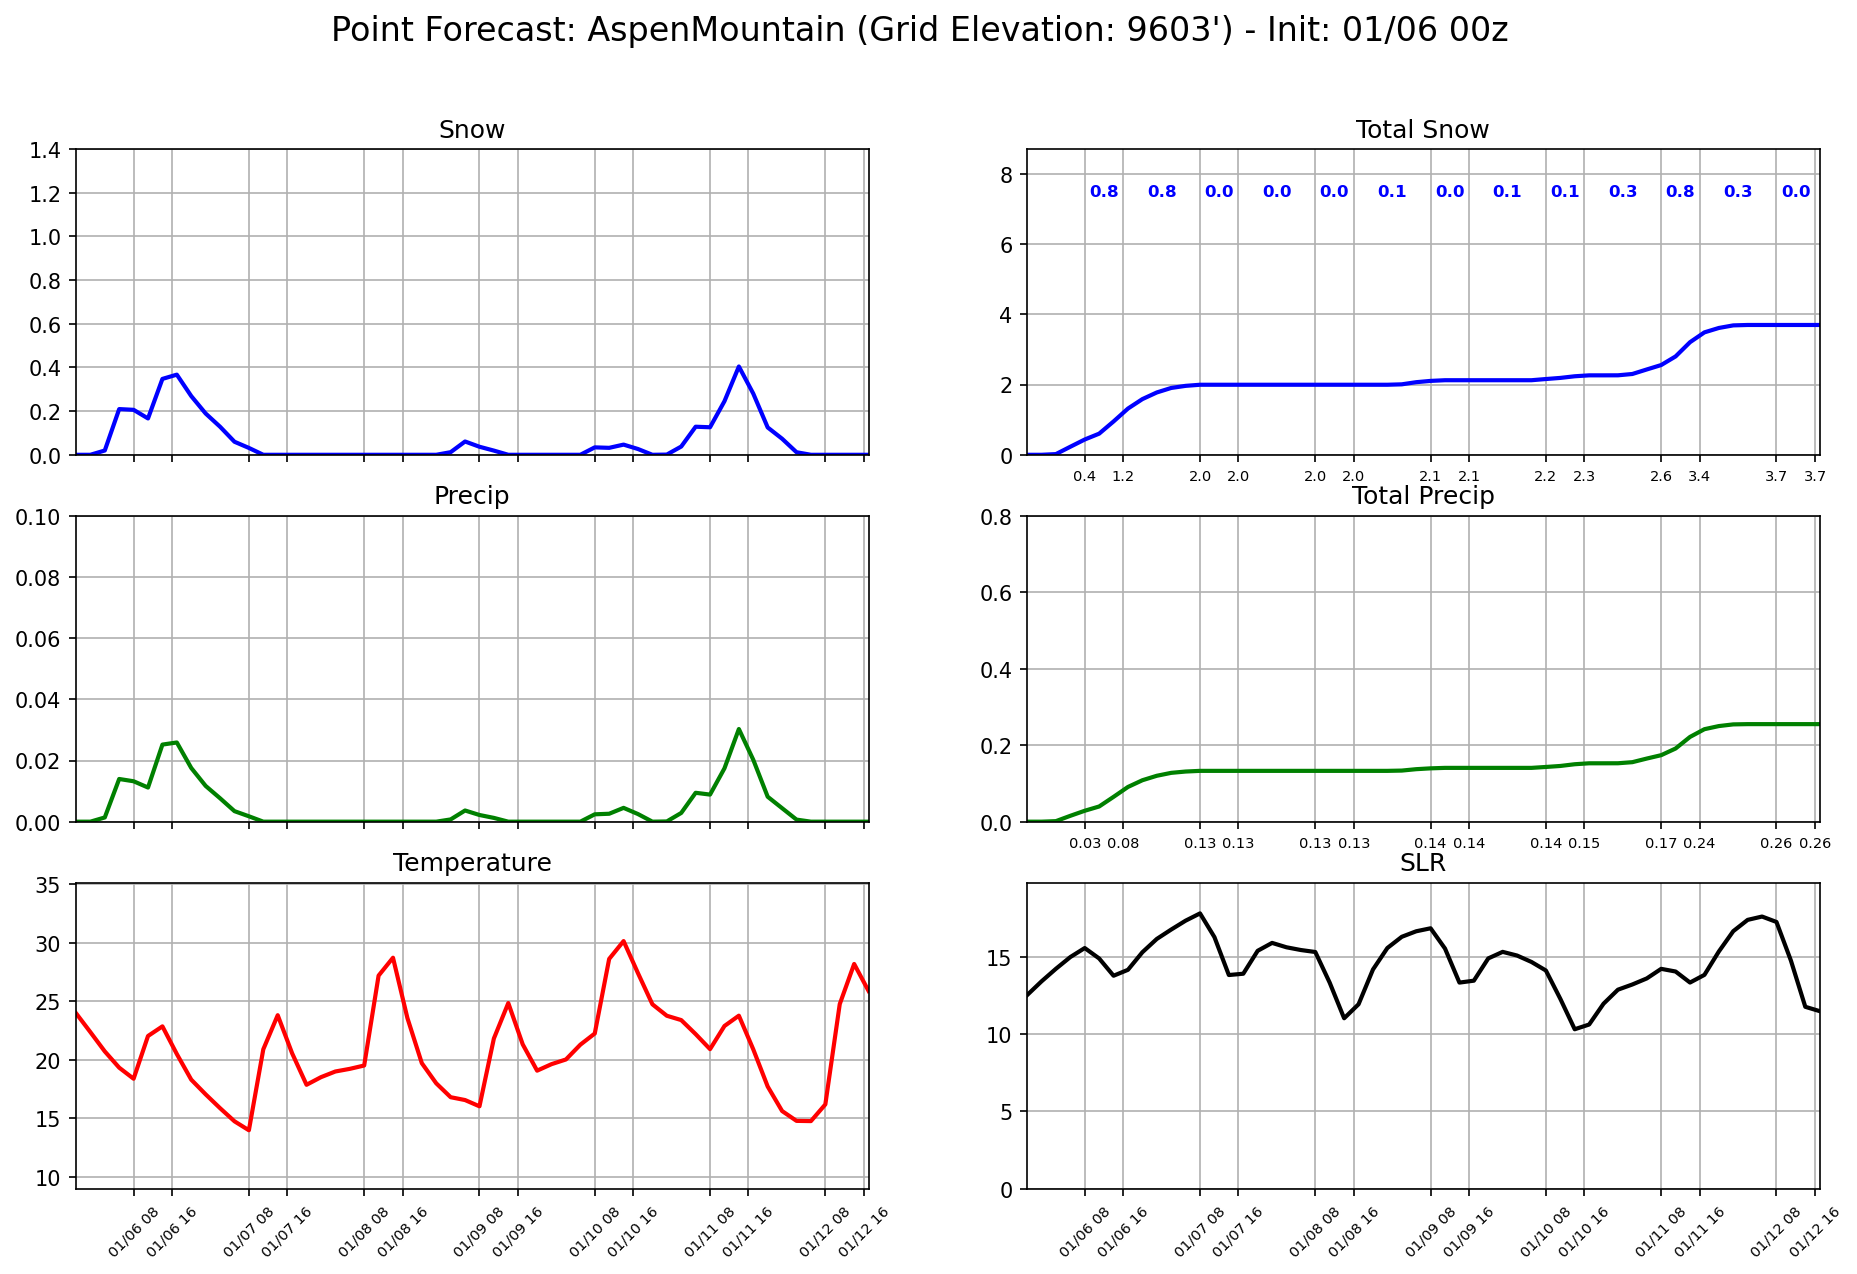 Point Forecast: AspenMountain (Grid Elevation: 9603') - Init: 01/06 00z
Snow
1.4
1.2
1.0
0.8
0.6
0.4
0.2
0.0
Total Snow
8
6
4
2
0
0.8 0.8 0.0 0.0 0.0 0.1 0.0 0.1 0.1 0.3 0.8 0.3 0.0
0.4 1.2 2.0 2.0 2.0 2.0 2.1 2.1 2.2 2.3 2.6 3.4 3.7 3.7
Precip
0.10
0.08
0.06
0.04
0.02
0.00
Total Precip
0.8
0.6
0.4
0.2
0.0
0.03 0.08 0.13 0.13 0.13 0.13 0.14 0.14 0.14 0.15 0.17 0.24 0.26 0.26
Temperature
35
30
25
20
15
10
01/06 08 01/06 16 01/07 08 01/07 16 01/08 08 01/08 16 01/09 08 01/09 16 01/10 08 01/10 16 01/11 08 01/11 16 01/12 08 01/12 16
SLR
15
10
5
0
01/06 08 01/06 16 01/07 08 01/07 16 01/08 08 01/08 16 01/09 08 01/09 16 01/10 08 01/10 16 01/11 08 01/11 16 01/12 08 01/12 16